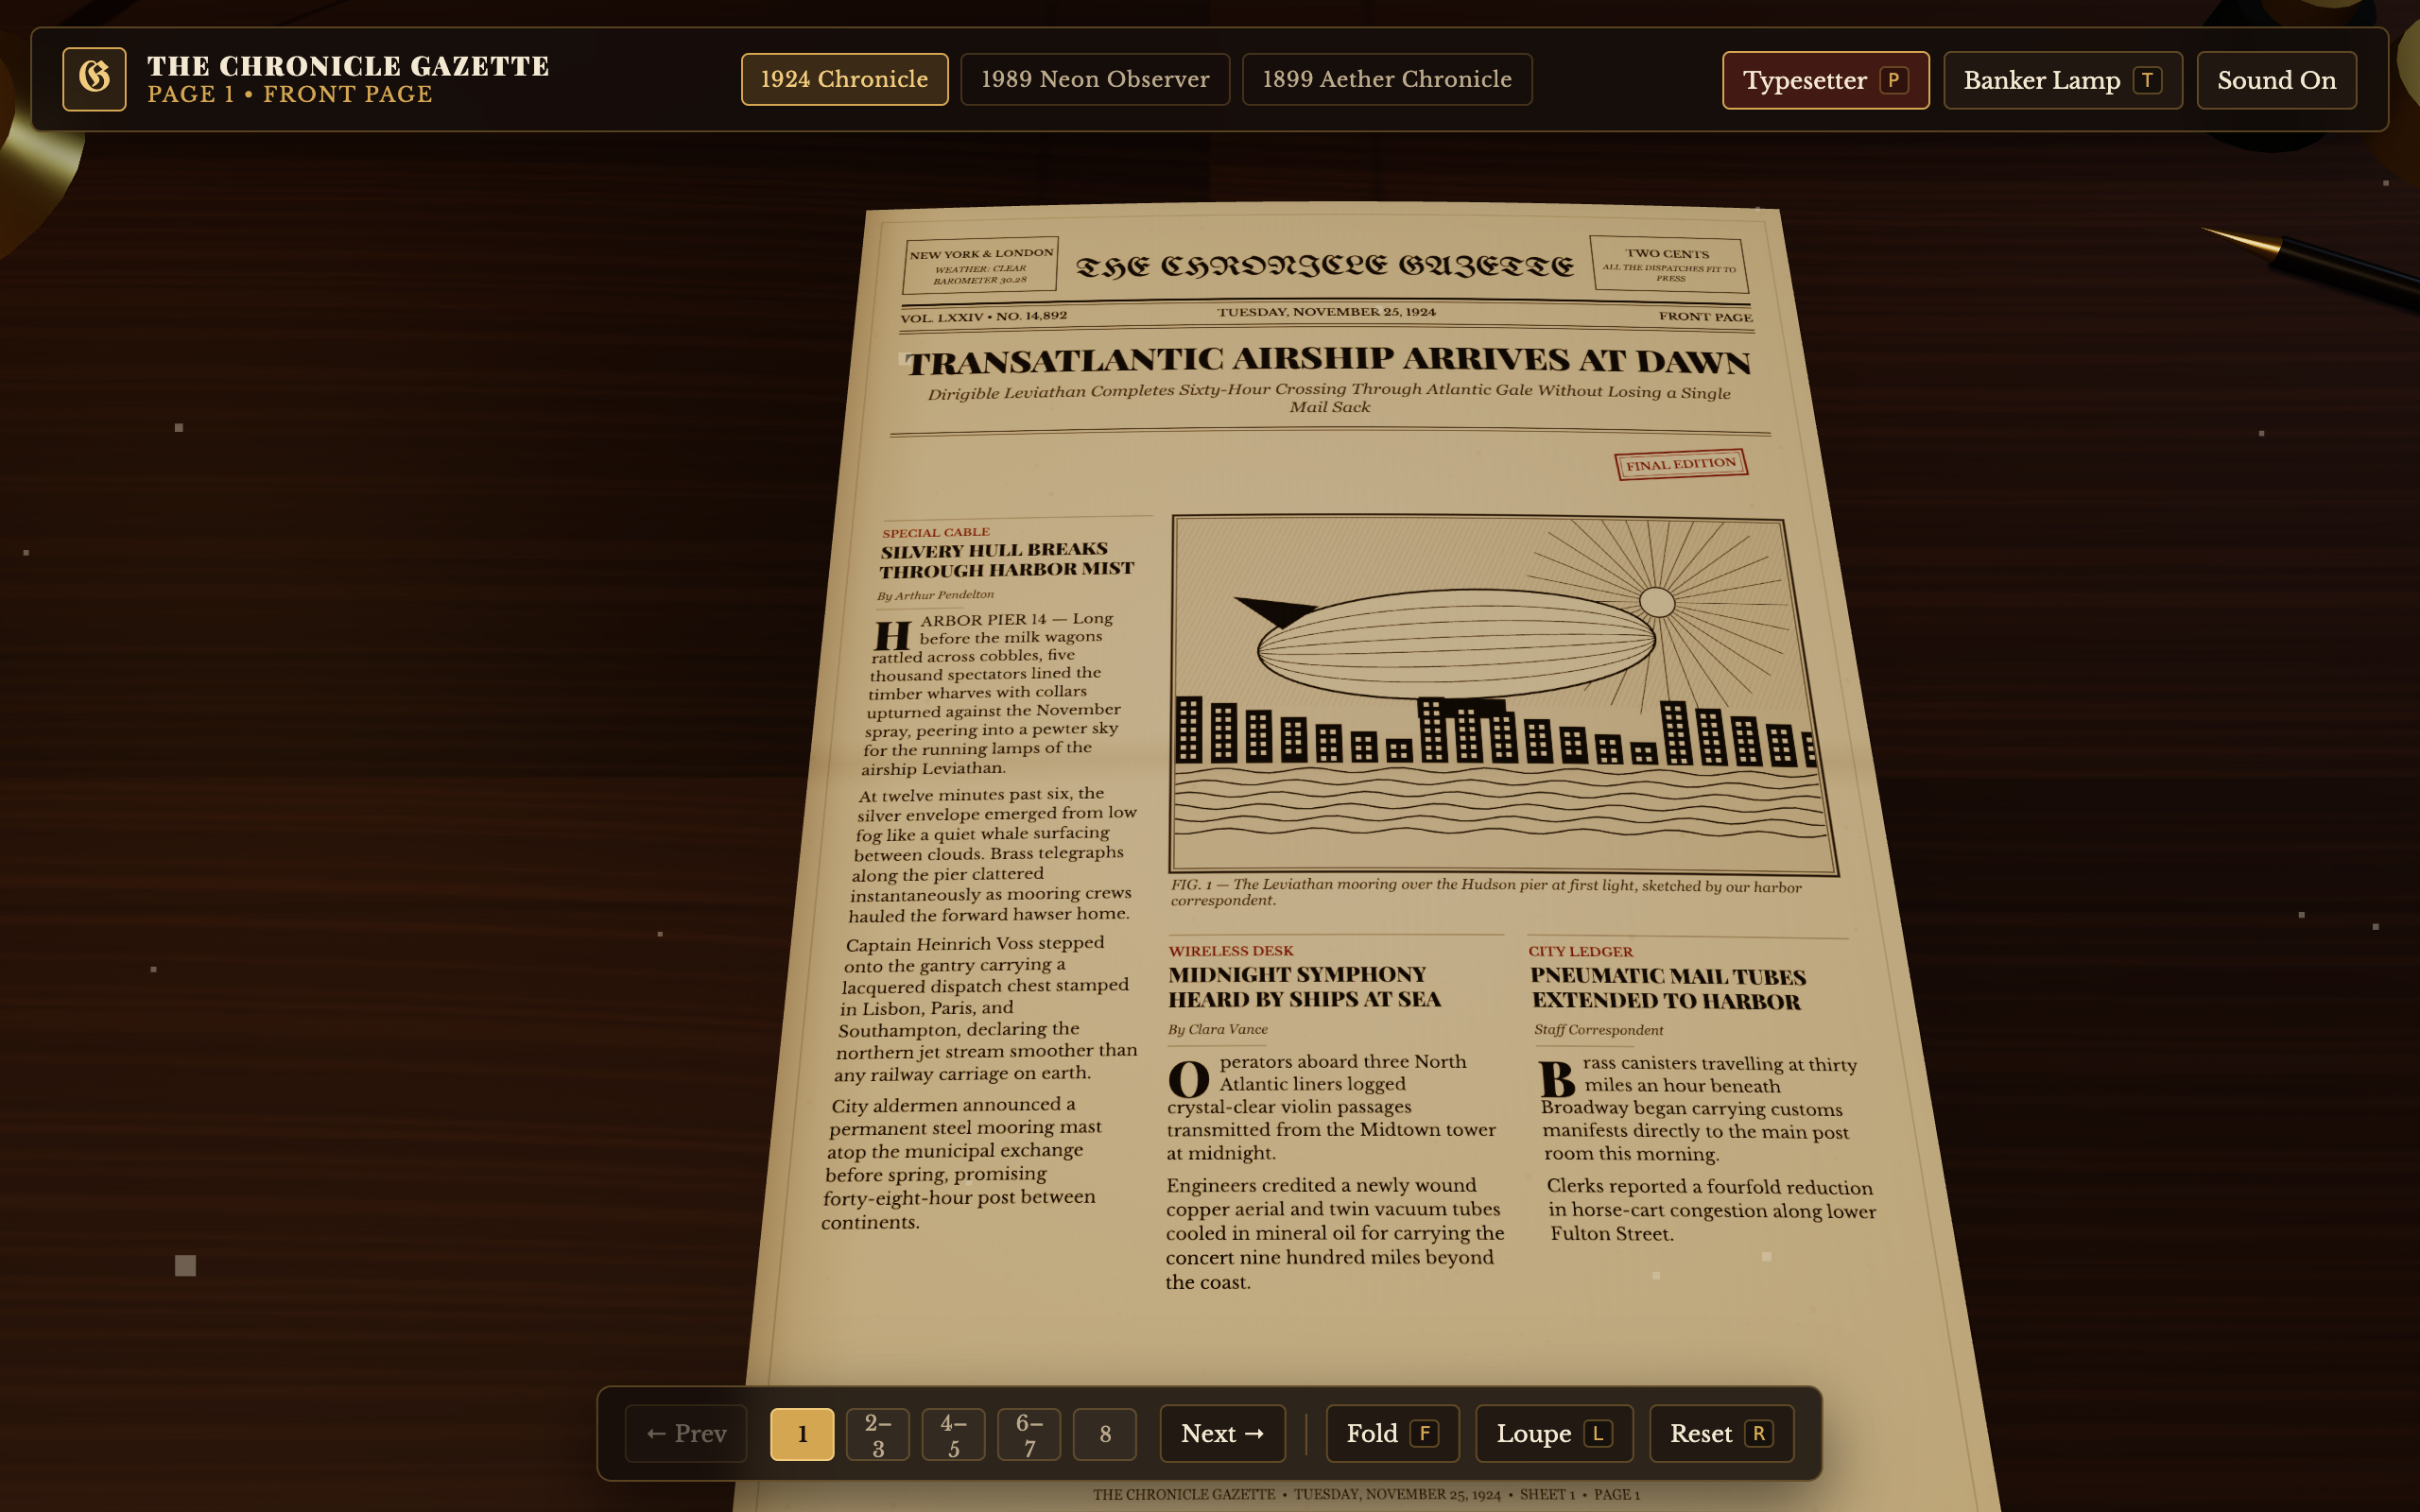 G
THE CHRONICLE GAZETTE
PAGE 1 • FRONT PAGE
1924 Chronicle
1989 Neon Observer
1899 Aether Chronicle
Typesetter P
Banker Lamp T
Sound On
NEW YORK & LONDON
WEATHER: CLEAR
BAROMETER 30.28
THE CHRONICLE GAZETTE
TWO CENTS
ALL THE DISPATCHES FIT TO
PRESS
VOL. LXXIV • NO. 14,892
TUESDAY, NOVEMBER 25, 1924
FRONT PAGE
TRANSATLANTIC AIRSHIP ARRIVES AT DAWN
Dirigible Leviathan Completes Sixty-Hour Crossing Through Atlantic Gale Without Losing a Single
Mail Sack
FINAL EDITION
SPECIAL CABLE
SILVERY HULL BREAKS
THROUGH HARBOR MIST
By Arthur Pendelton
HARBOR PIER 14 — Long
before the milk wagons
rattled across cobbles, five
thousand spectators lined the
timber wharves with collars
upturned against the November
spray, peering into a pewter sky
for the running lamps of the
airship Leviathan.
At twelve minutes past six, the
silver envelope emerged from low
fog like a quiet whale surfacing
between clouds. Brass telegraphs
along the pier clattered
instantaneously as mooring crews
hauled the forward hawser home.
Captain Heinrich Voss stepped
onto the gantry carrying a
lacquered dispatch chest stamped
in Lisbon, Paris, and
Southampton, declaring the
northern jet stream smoother than
any railway carriage on earth.
City aldermen announced a
permanent steel mooring mast
atop the municipal exchange
before spring, promising
forty-eight-hour post between
continents.
FIG. 1 — The Leviathan mooring over the Hudson pier at first light, sketched by our harbor
correspondent.
WIRELESS DESK
MIDNIGHT SYMPHONY
HEARD BY SHIPS AT SEA
By Clara Vance
Operators aboard three North
Atlantic liners logged
crystal-clear violin passages
transmitted from the Midtown tower
at midnight.
Engineers credited a newly wound
copper aerial and twin vacuum tubes
cooled in mineral oil for carrying the
concert nine hundred miles beyond
the coast.
CITY LEDGER
PNEUMATIC MAIL TUBES
EXTENDED TO HARBOR
Staff Correspondent
Brass canisters travelling at thirty
miles an hour beneath
Broadway began carrying customs
manifests directly to the main post
room this morning.
Clerks reported a fourfold reduction
in horse-cart congestion along lower
Fulton Street.
← Prev
1
2–
3
4–
5
6–
7
8
Next →
Fold F
Loupe L
Reset R
THE CHRONICLE GAZETTE • TUESDAY, NOVEMBER 25, 1924 • SHEET 1 • PAGE 1